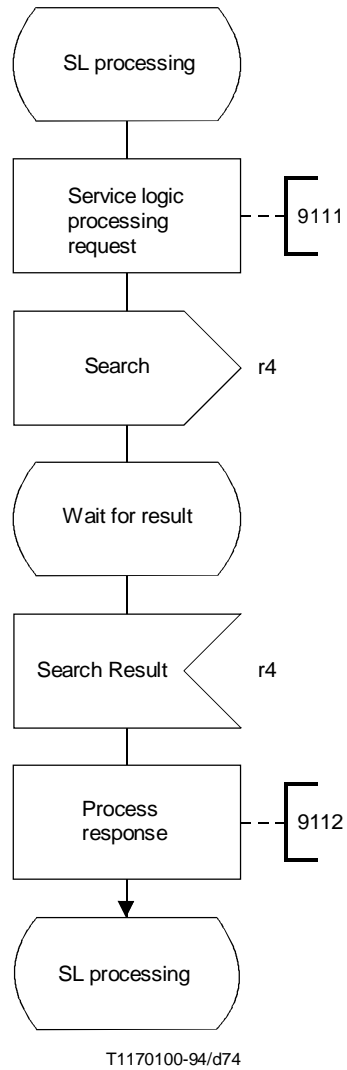 SL processing
Service logic
processing
request
9111
Search
r4
Wait for result
Search Result
r4
Process
response
9112
SL processing
T1170100-94/d74